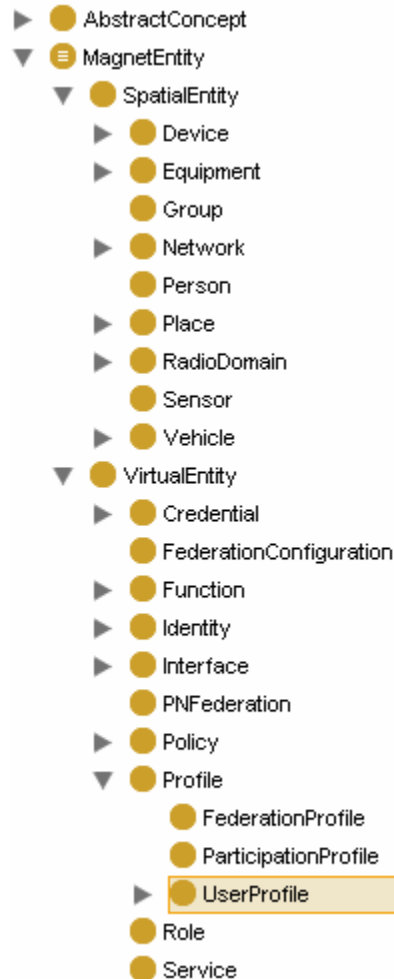 AbstractConcept
MagnetEntity
SpatialEntity
Device
Equipment
Group
Network
Person
Place
RadioDomain
Sensor
Vehicle
VirtualEntity
Credential
FederationConfiguration
Function
Identity
Interface
PNFederation
Policy
Profile
FederationProfile
ParticipationProfile
UserProfile
Role
Service